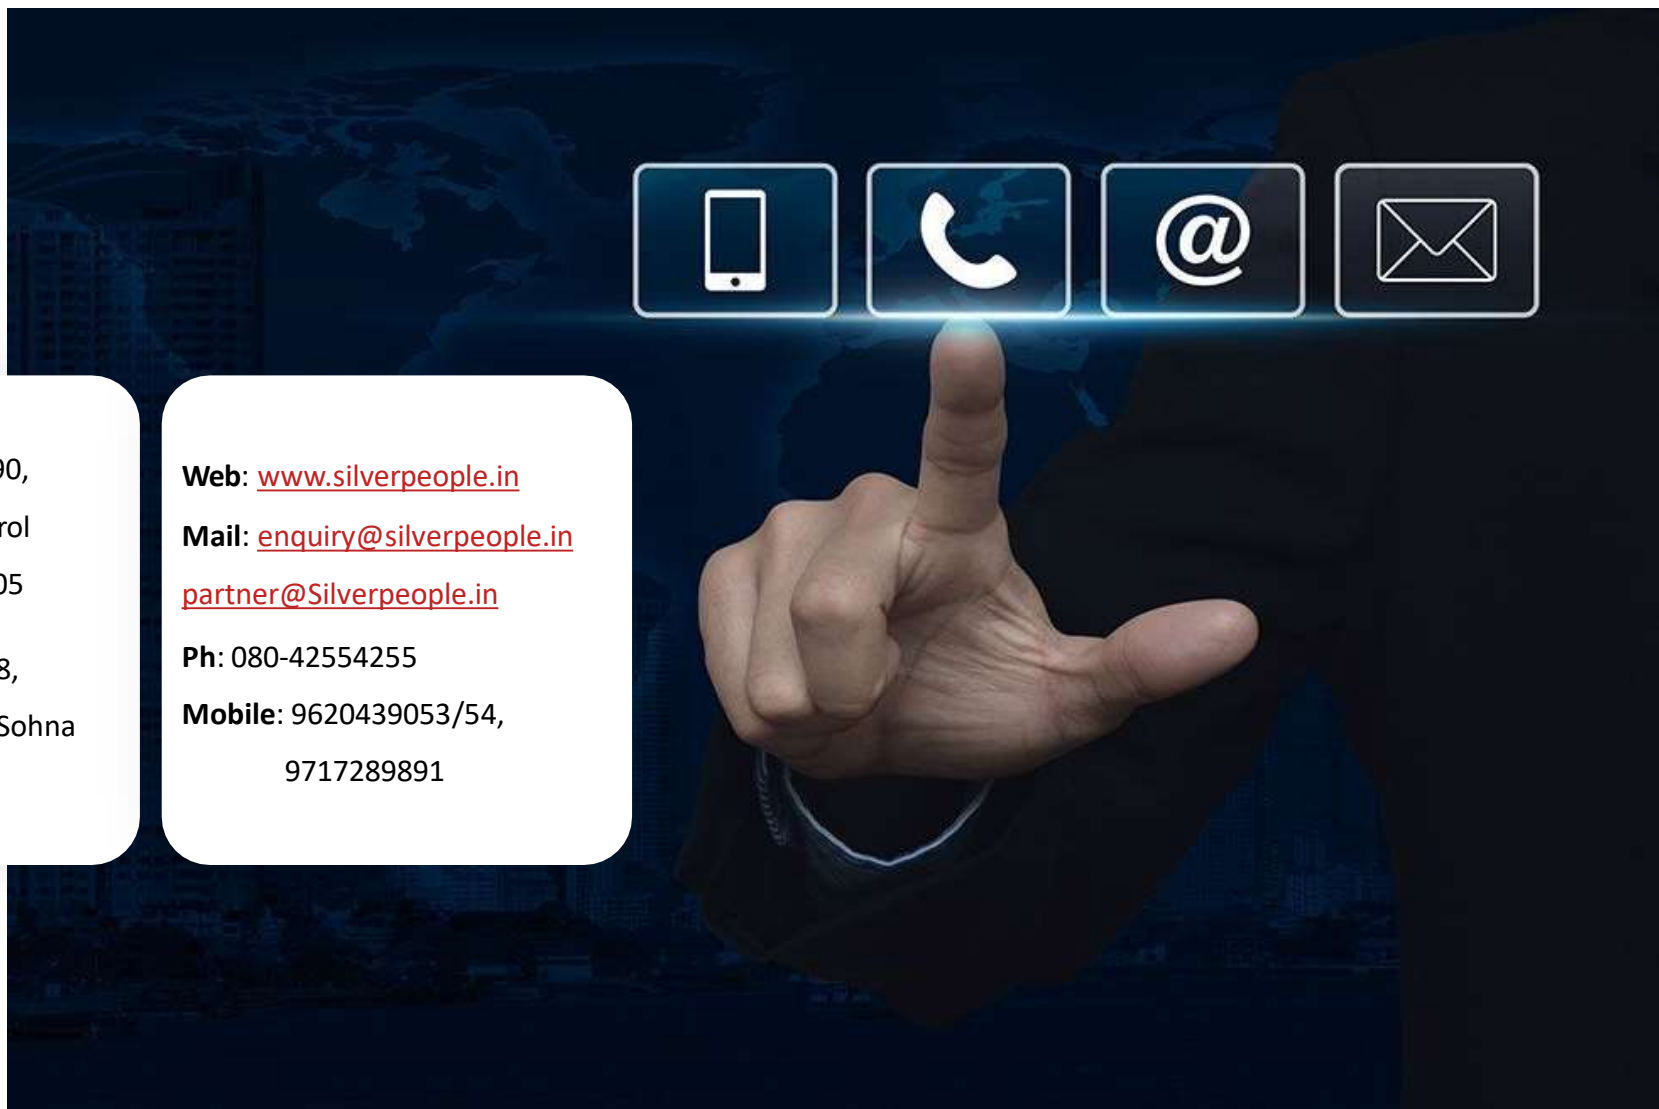 90,
rol
05
8,
Sohna
Web: www.silverpeople.in
Mail: enquiry@silverpeople.in
partner@Silverpeople.in
Ph: 080-42554255
Mobile: 9620439053/54,
9717289891
@